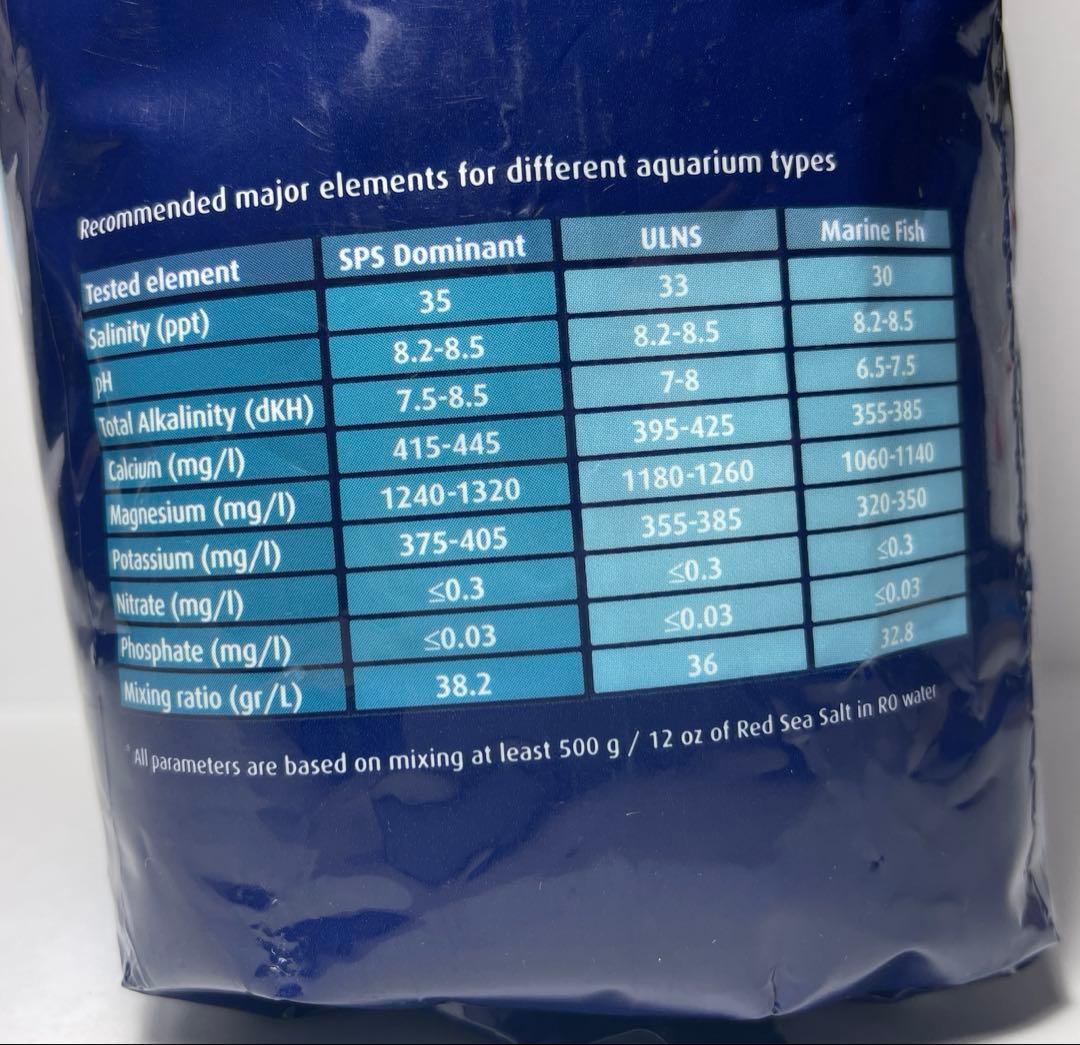 Recommended major elements for different aquarium types
Tested element SPS Dominant ULNS Marine Fish
Salinity (ppt) 35 33 30
pH 8.2-8.5 8.2-8.5 8.2-8.5
Total Alkalinity (dKH) 7.5-8.5 7-8 6.5-7.5
Calcium (mg/l) 415-445 395-425 355-385
Magnesium (mg/l) 1240-1320 1180-1260 1060-1140
Potassium (mg/l) 375-405 355-385 320-350
Nitrate (mg/l) ≤0.3 ≤0.3 ≤0.3
Phosphate (mg/l) ≤0.03 ≤0.03 ≤0.03
Mixing ratio (gr/L) 38.2 36 32.8
* All parameters are based on mixing at least 500 g / 12 oz of Red Sea Salt in RO water